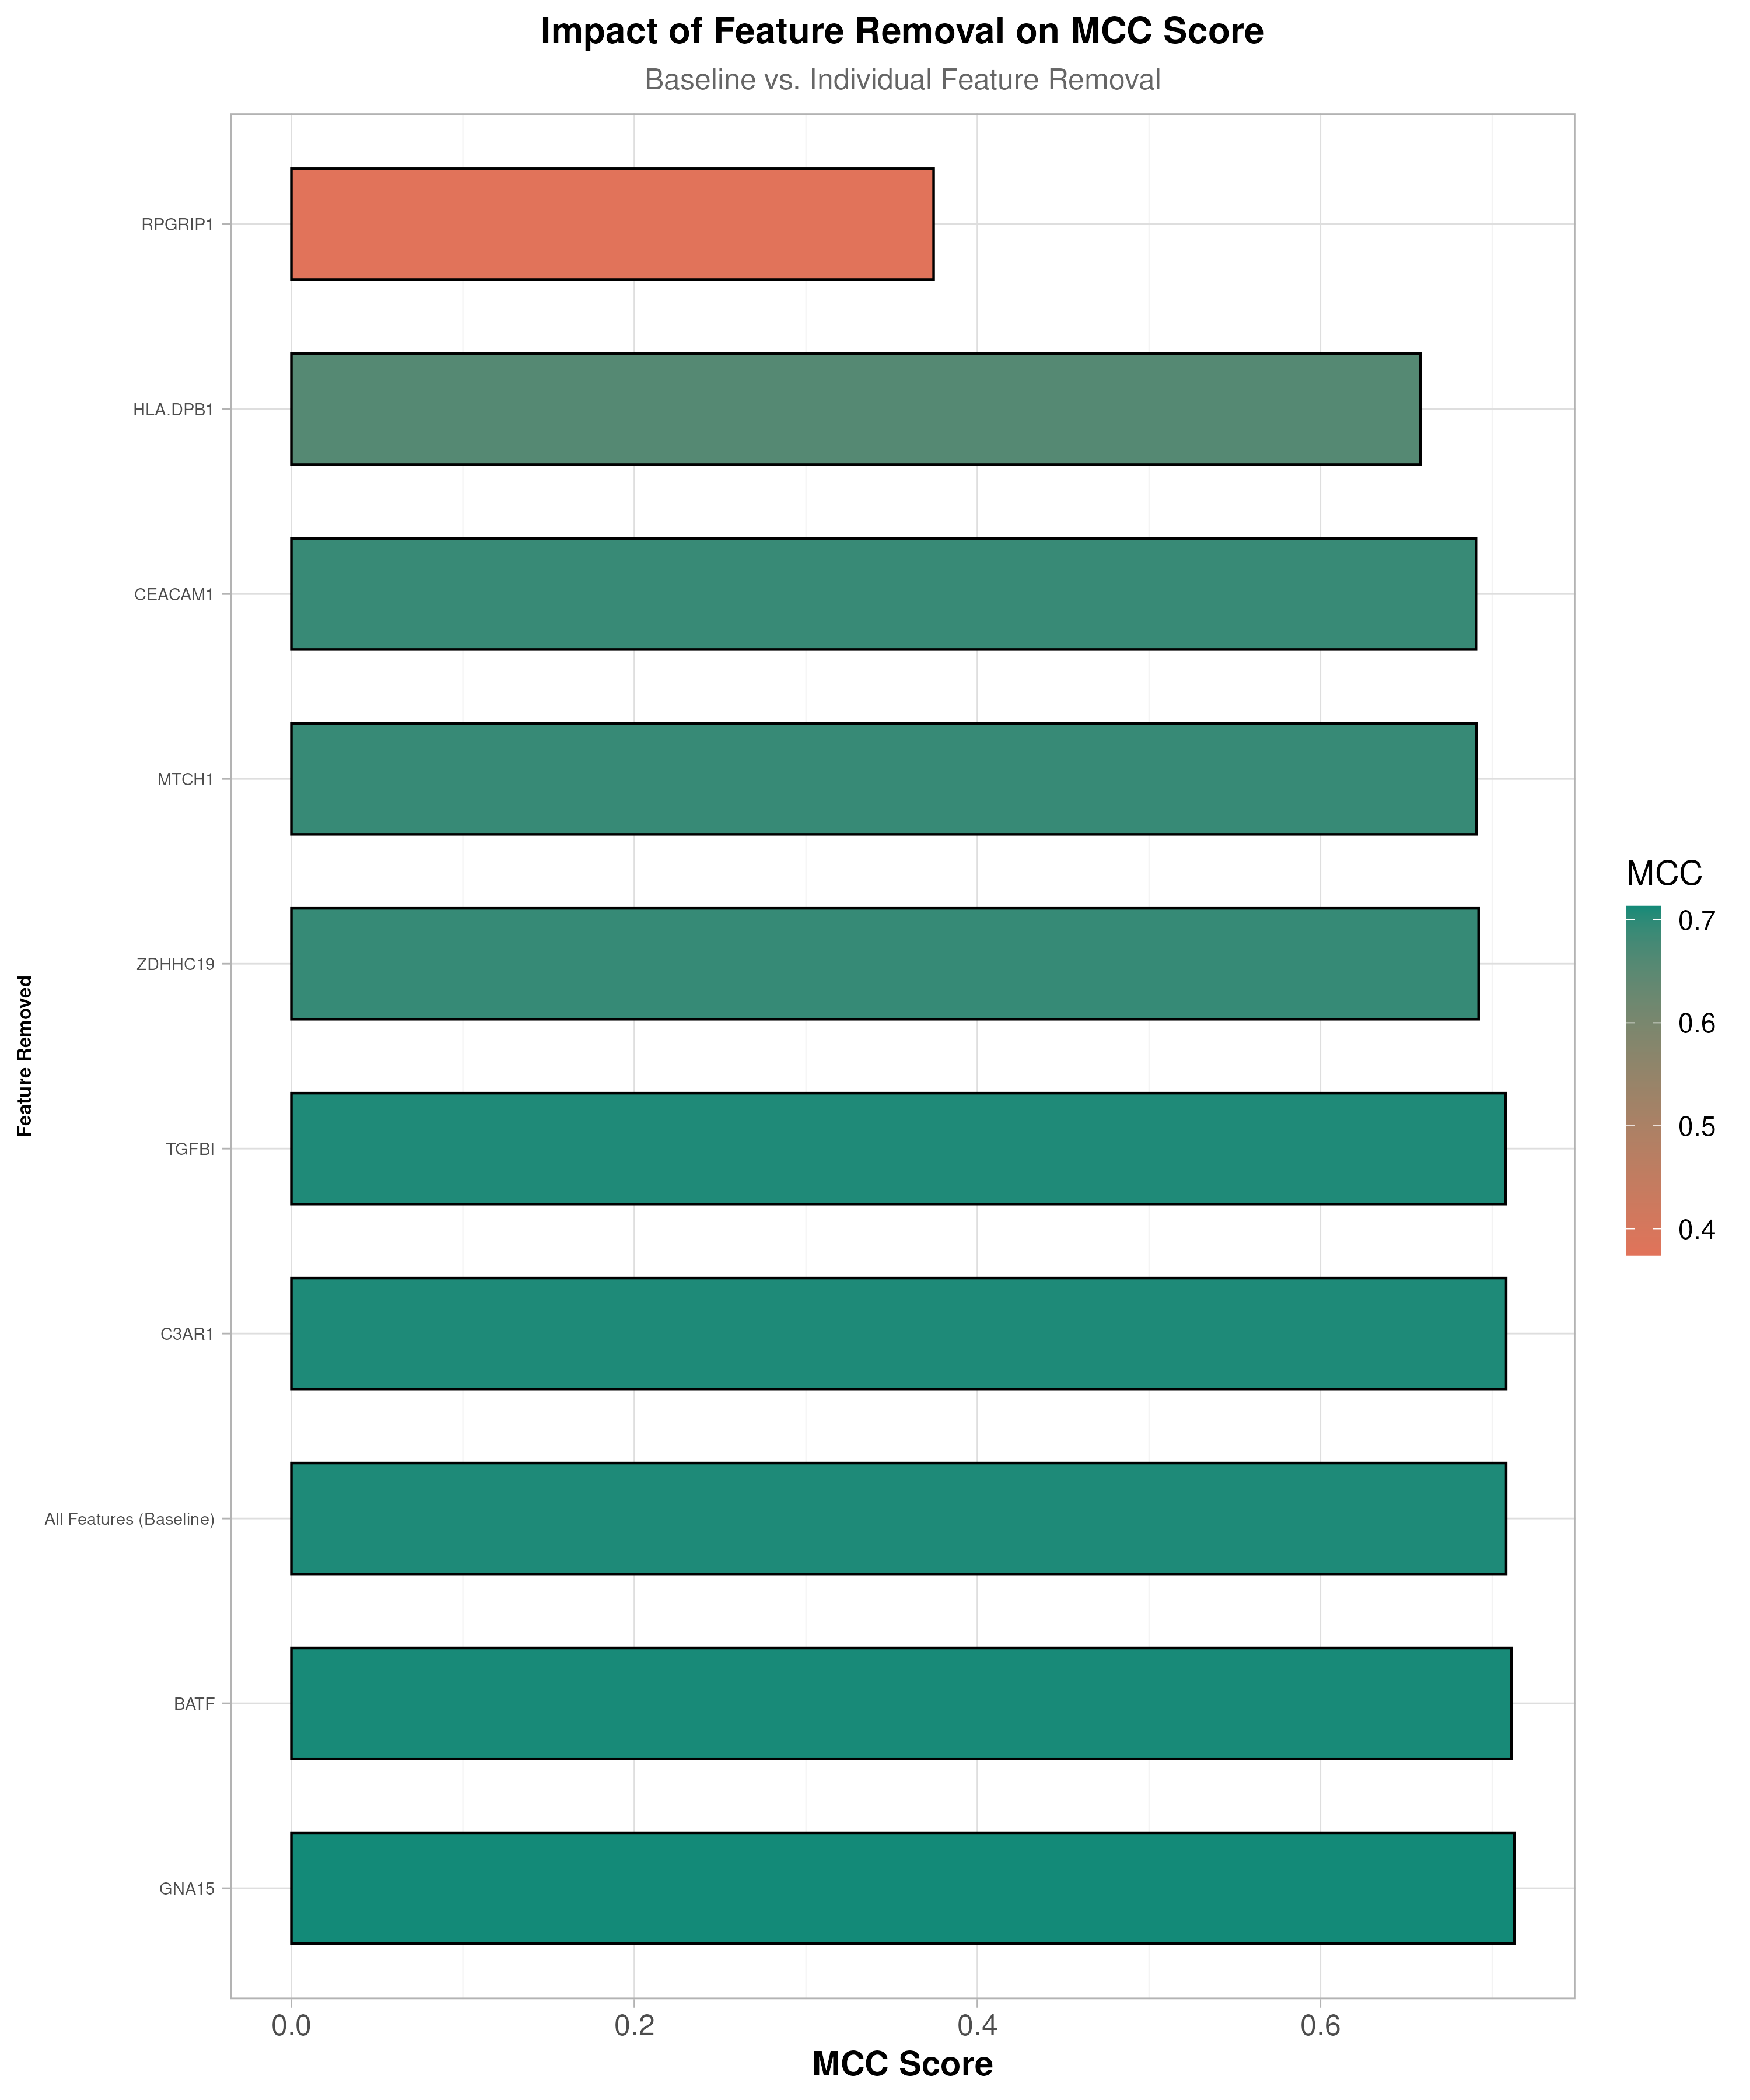 Impact of Feature Removal on MCC Score
Baseline vs. Individual Feature Removal
Feature Removed
RPGRIP1
HLA.DPB1
CEACAM1
MTCH1
ZDHHC19
TGFBI
C3AR1
All Features (Baseline)
BATF
GNA15
0.0 0.2 0.4 0.6
MCC Score
MCC
0.7
0.6
0.5
0.4